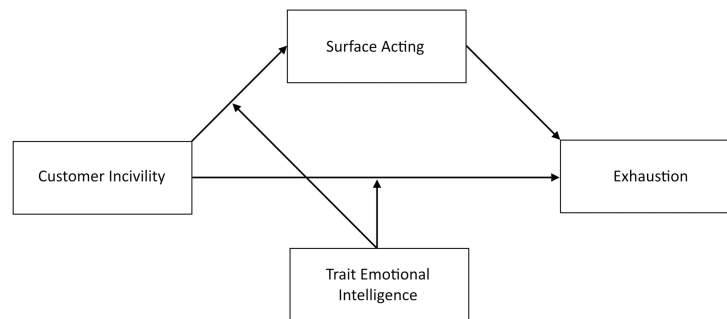 Surface Acting
Customer Incivility
Exhaustion
Trait Emotional
Intelligence